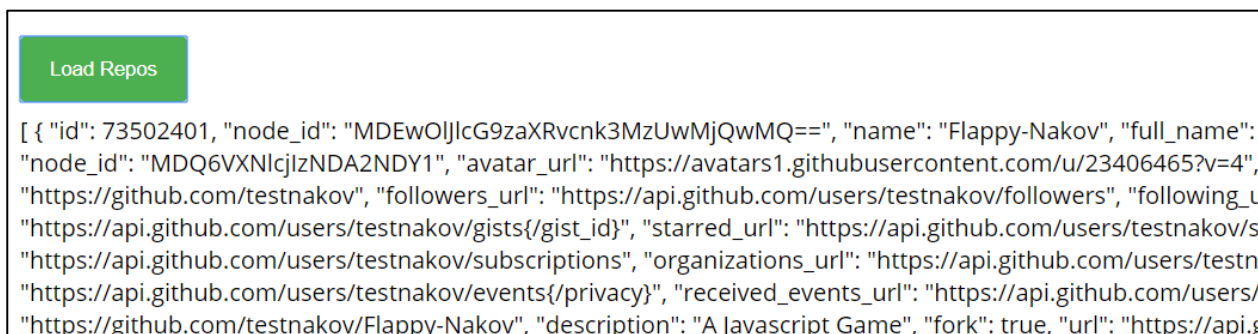 Load Repos
[ { "id": 73502401, "node_id": "MDEwOlJlcG9zaXRvcnk3MzUwMjQwMQ==", "name": "Flappy-Nakov", "full_name":
"node_id": "MDQ6VXNlcjIzNDA2NDY1", "avatar_url": "https://avatars1.githubusercontent.com/u/23406465?v=4",
"https://github.com/testnakov", "followers_url": "https://api.github.com/users/testnakov/followers", "following_u
"https://api.github.com/users/testnakov/gists{/gist_id}", "starred_url": "https://api.github.com/users/testnakov/s
"https://api.github.com/users/testnakov/subscriptions", "organizations_url": "https://api.github.com/users/testn
"https://api.github.com/users/testnakov/events{/privacy}", "received_events_url": "https://api.github.com/users/
"https://github.com/testnakov/Flappy-Nakov", "description": "A Javascript Game", "fork": true, "url": "https://api.